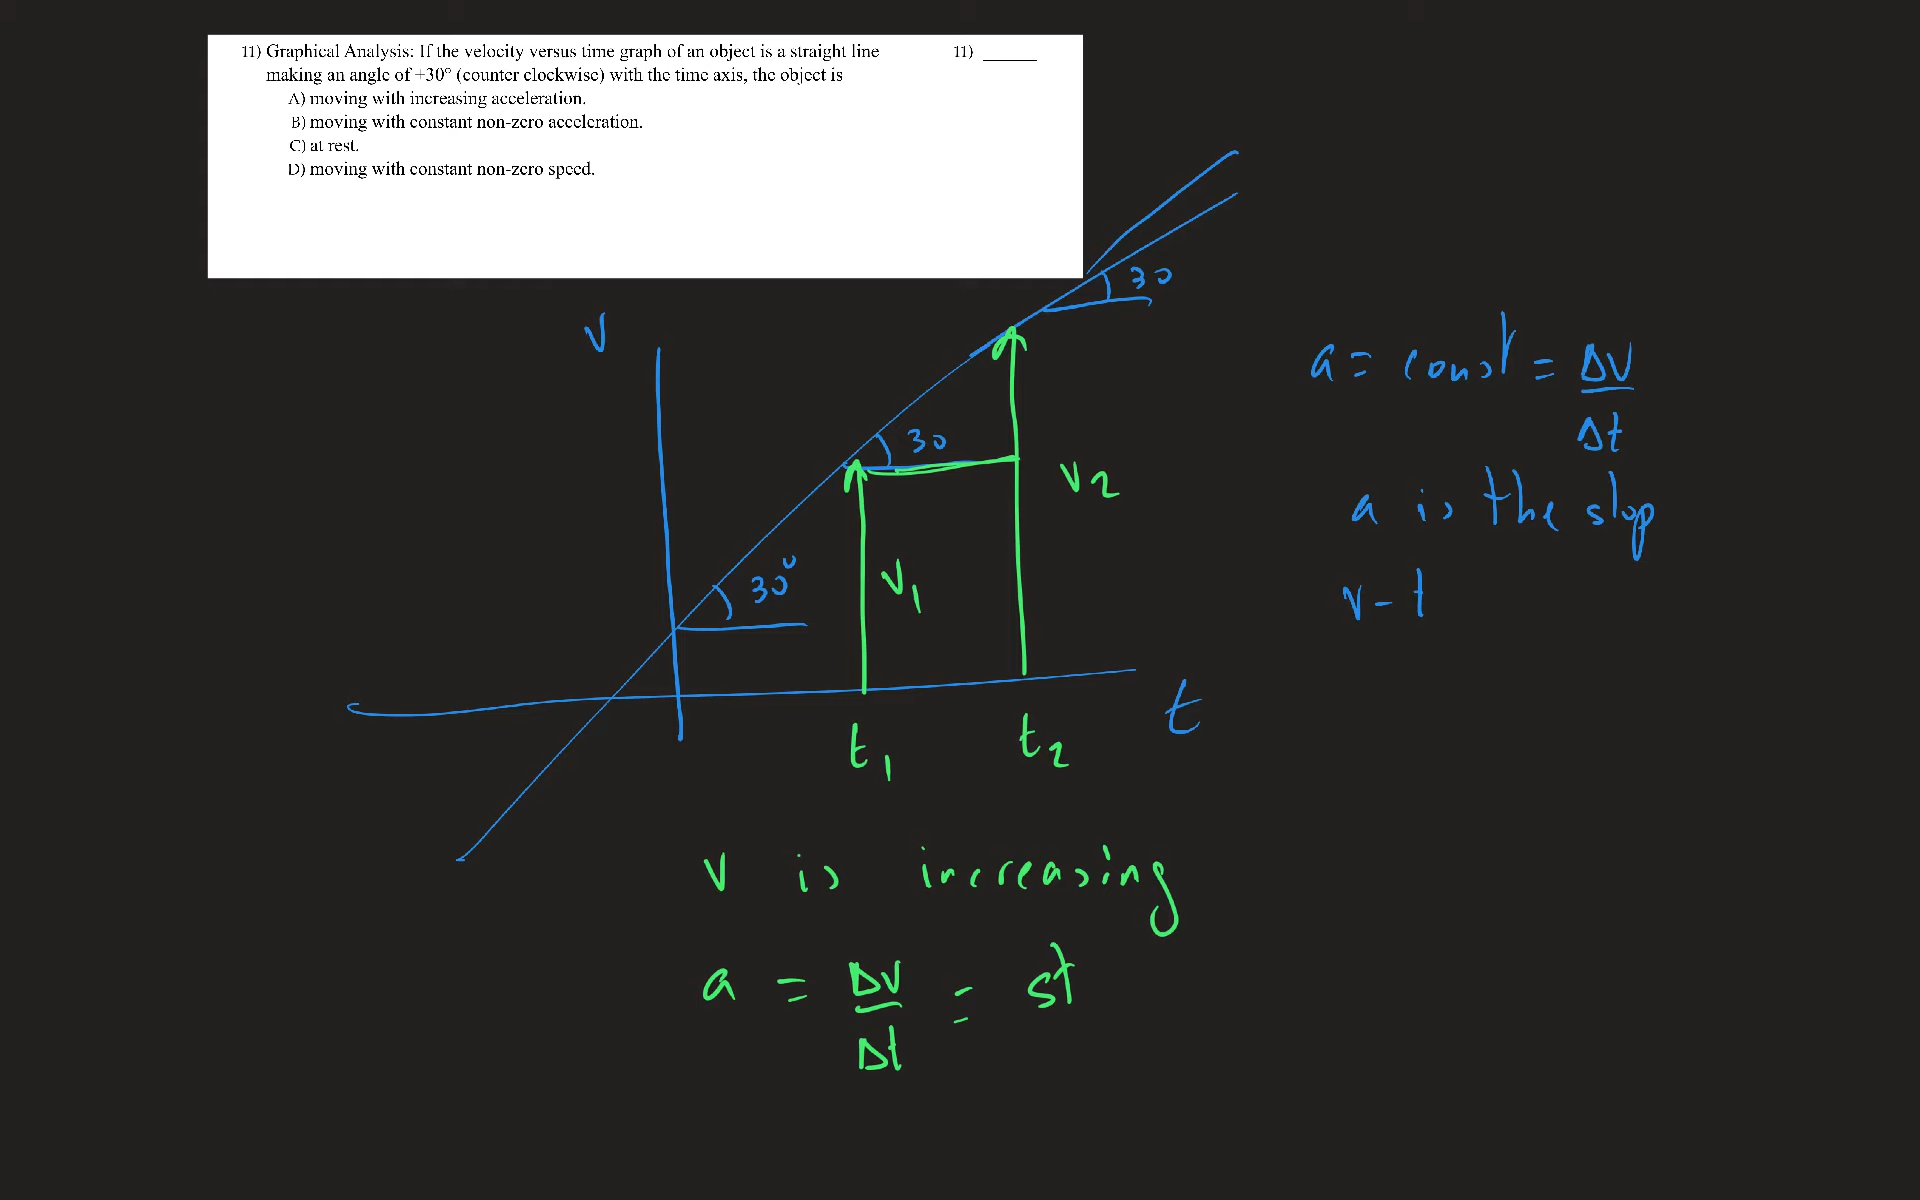 11) Graphical Analysis: If the velocity versus time graph of an object is a straight line
11) ______
making an angle of +30° (counter clockwise) with the time axis, the object is
A) moving with increasing acceleration.
B) moving with constant non-zero acceleration.
C) at rest.
D) moving with constant non-zero speed.
30
v
a = const = Δv
Δt
30
v2
a is the slop
30°
v1
v - t
t
t1
t2
v is increasing
a = Δv = st
Δt